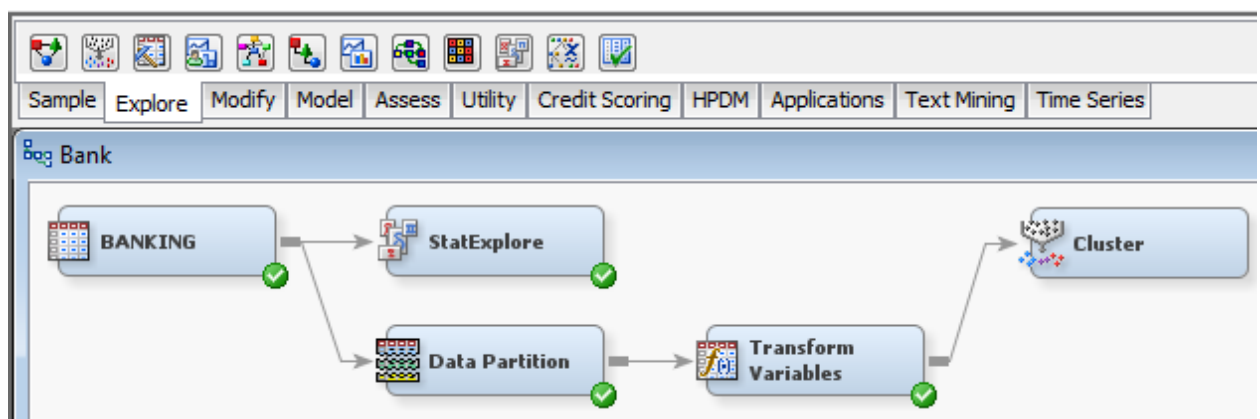 Sample Explore Modify Model Assess Utility Credit Scoring HPDM Applications Text Mining Time Series
Bank
BANKING
StatExplore
Cluster
Data Partition
Transform
Variables